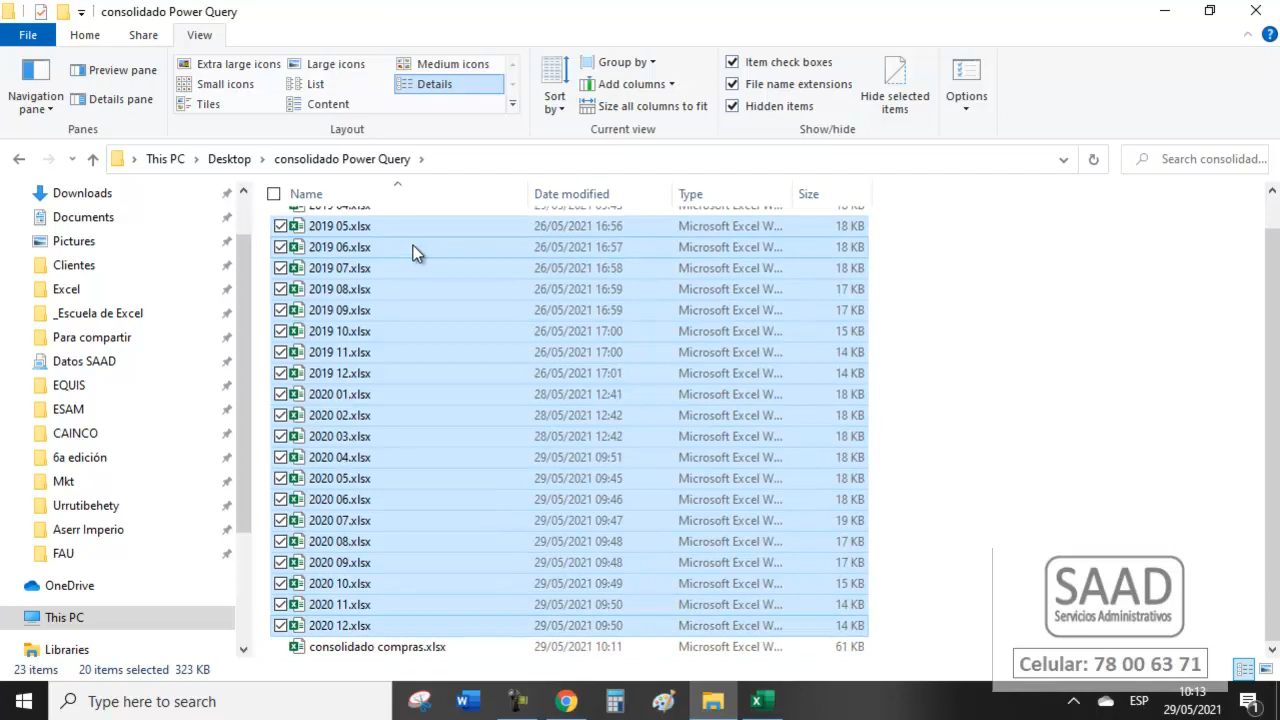 consolidado Power Query
File Home Share View
Navigation pane
Preview pane
Details pane
Panes
Extra large icons Large icons Medium icons
Small icons List Details
Tiles Content
Layout
Sort by
Group by
Add columns
Size all columns to fit
Current view
Item check boxes
File name extensions
Hidden items
Hide selected items
Show/hide
Options
This PC > Desktop > consolidado Power Query >
Search consolidad...
Downloads
Documents
Pictures
Clientes
Excel
_Escuela de Excel
Para compartir
Datos SAAD
EQUIS
ESAM
CAINCO
6a edición
Mkt
Urrutibehety
Aserr Imperio
FAU
OneDrive
This PC
Libraries
Name Date modified Type Size
2019 05.xlsx 26/05/2021 16:56 Microsoft Excel W... 18 KB
2019 06.xlsx 26/05/2021 16:57 Microsoft Excel W... 18 KB
2019 07.xlsx 26/05/2021 16:58 Microsoft Excel W... 18 KB
2019 08.xlsx 26/05/2021 16:59 Microsoft Excel W... 17 KB
2019 09.xlsx 26/05/2021 16:59 Microsoft Excel W... 17 KB
2019 10.xlsx 26/05/2021 17:00 Microsoft Excel W... 15 KB
2019 11.xlsx 26/05/2021 17:00 Microsoft Excel W... 14 KB
2019 12.xlsx 26/05/2021 17:01 Microsoft Excel W... 14 KB
2020 01.xlsx 28/05/2021 12:41 Microsoft Excel W... 18 KB
2020 02.xlsx 28/05/2021 12:42 Microsoft Excel W... 18 KB
2020 03.xlsx 28/05/2021 12:42 Microsoft Excel W... 18 KB
2020 04.xlsx 29/05/2021 09:51 Microsoft Excel W... 18 KB
2020 05.xlsx 29/05/2021 09:45 Microsoft Excel W... 18 KB
2020 06.xlsx 29/05/2021 09:46 Microsoft Excel W... 18 KB
2020 07.xlsx 29/05/2021 09:47 Microsoft Excel W... 19 KB
2020 08.xlsx 29/05/2021 09:48 Microsoft Excel W... 17 KB
2020 09.xlsx 29/05/2021 09:48 Microsoft Excel W... 17 KB
2020 10.xlsx 29/05/2021 09:49 Microsoft Excel W... 15 KB
2020 11.xlsx 29/05/2021 09:50 Microsoft Excel W... 14 KB
2020 12.xlsx 29/05/2021 09:50 Microsoft Excel W... 14 KB
consolidado compras.xlsx 29/05/2021 10:11 Microsoft Excel W... 61 KB
SAAD
Servicios Administrativos
Celular: 78 00 63 71
23 items 20 items selected 323 KB
Type here to search
ESP
10:13
29/05/2021
1